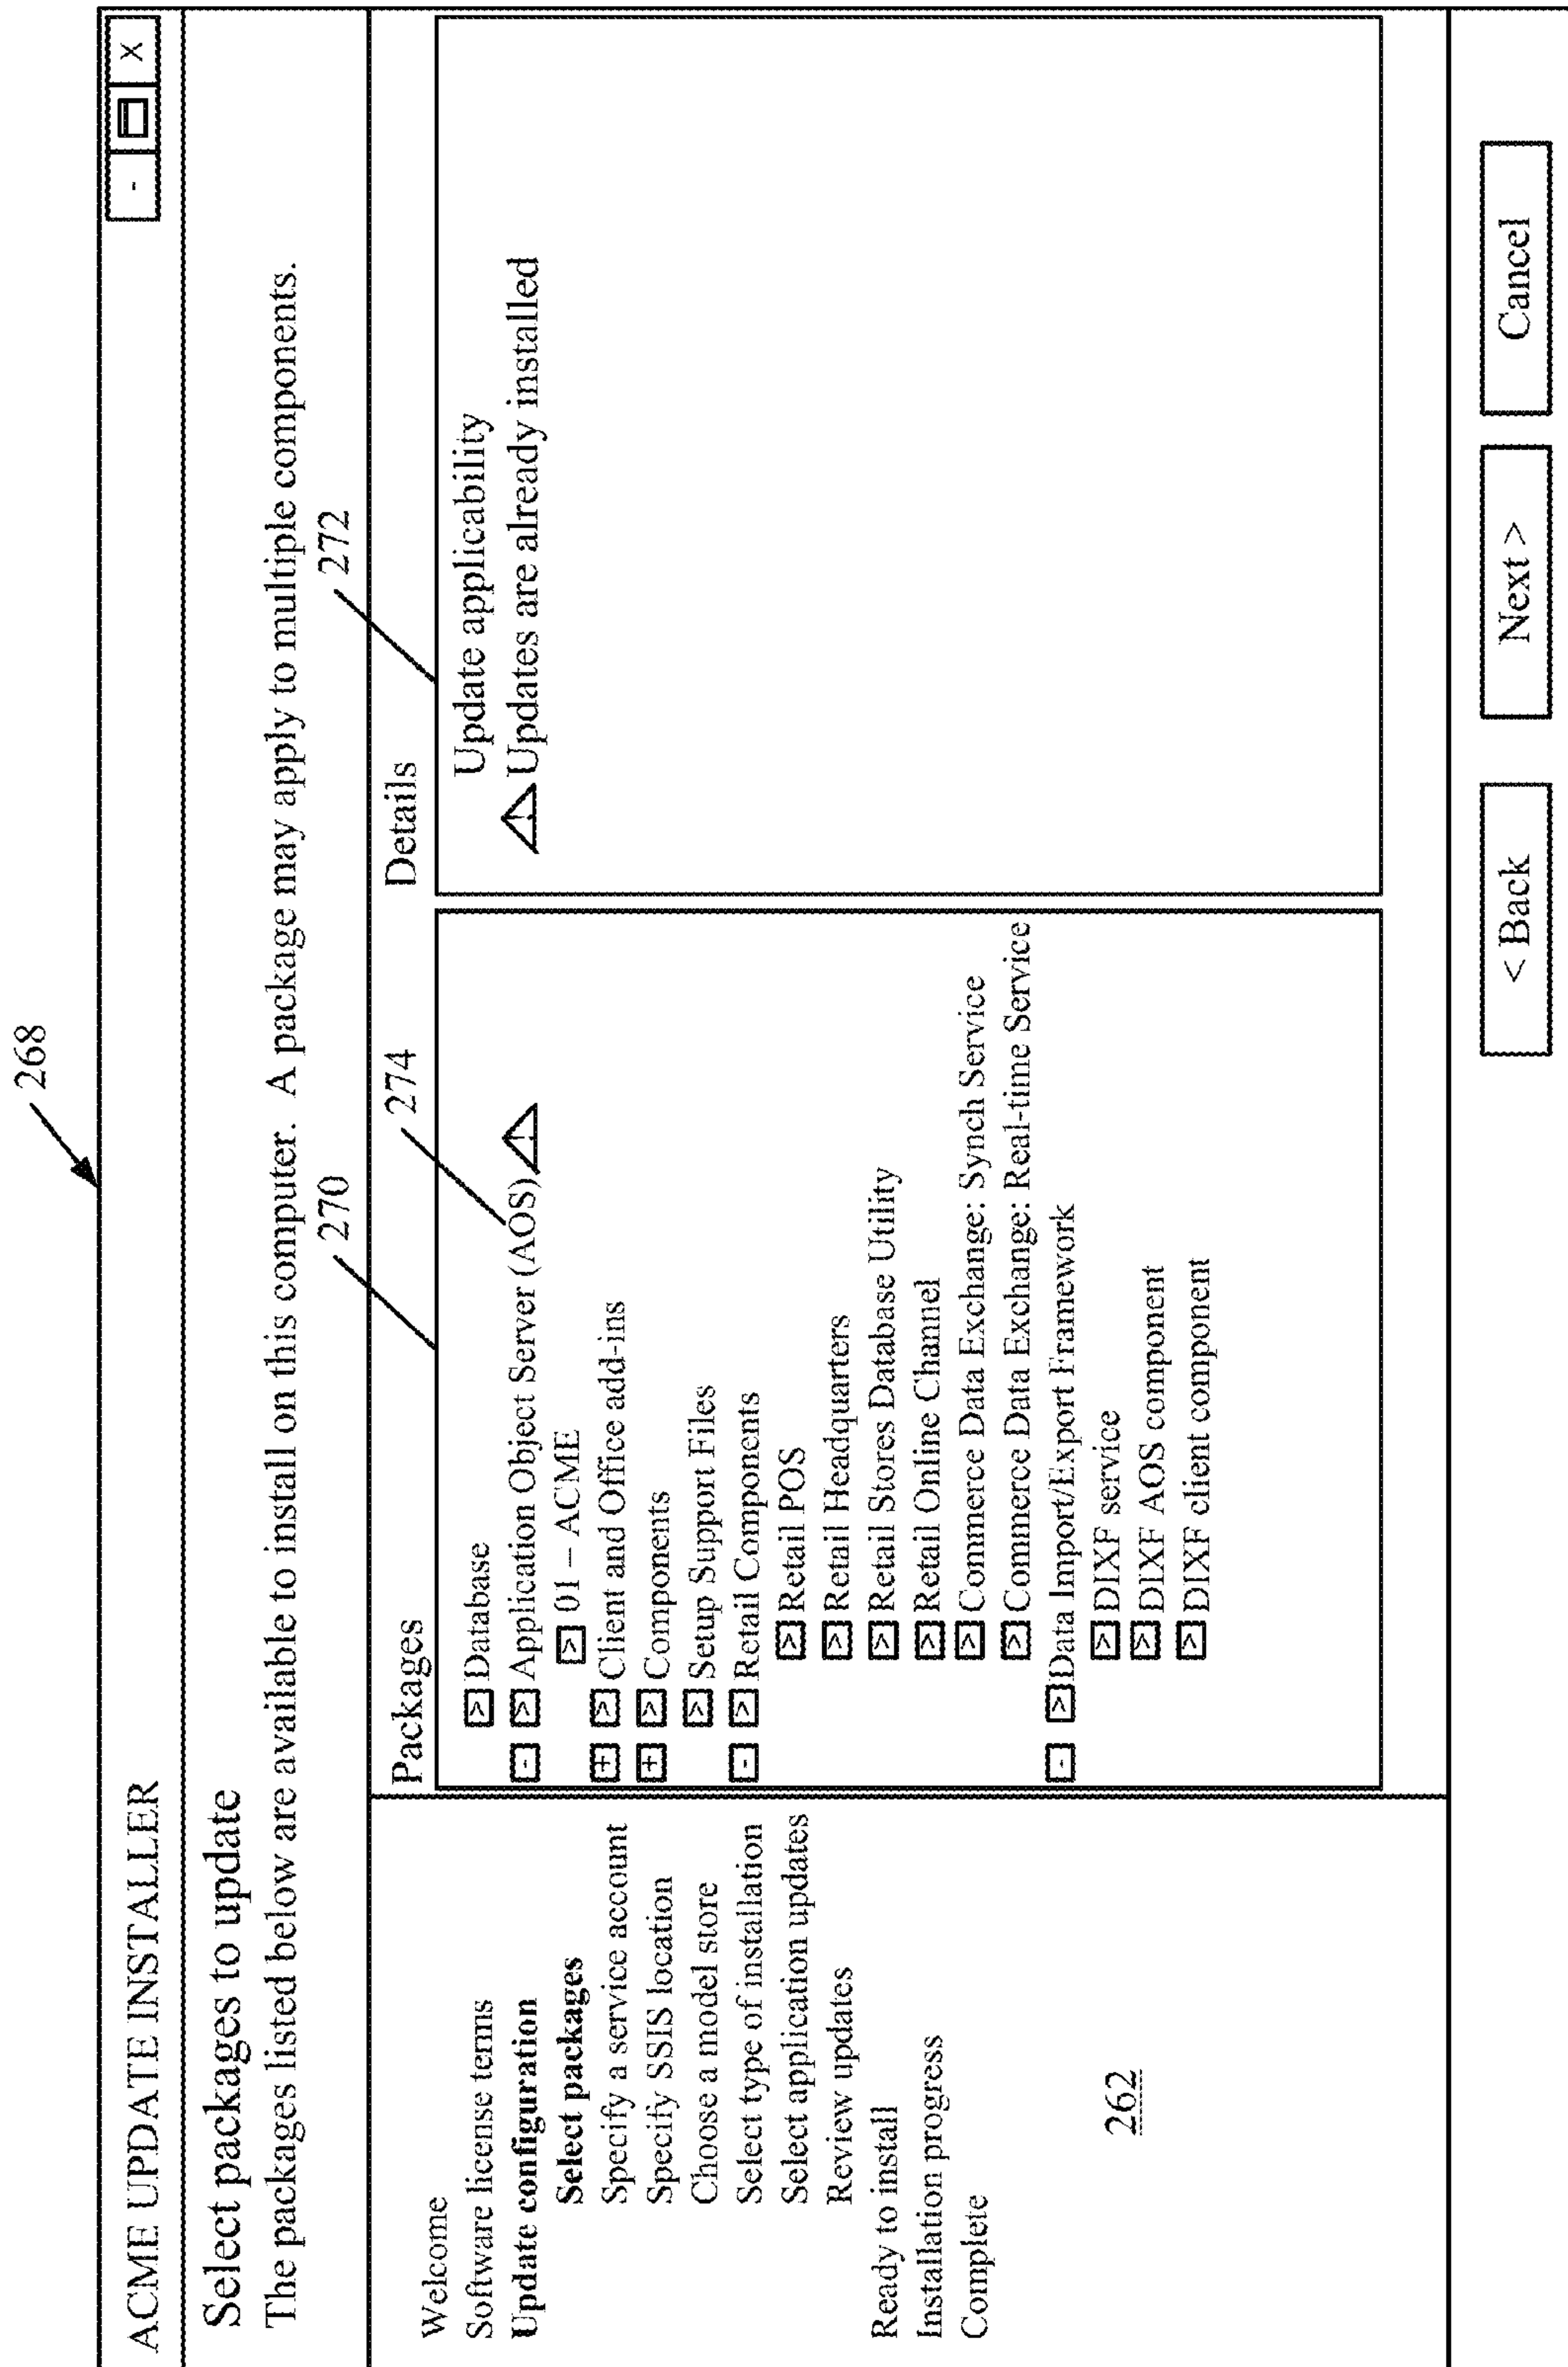 268
ACME UPDATE INSTALLER
- X
Select packages to update
The packages listed below are available to install on this computer. A package may apply to multiple components.
270
272
274
Welcome
Software license terms
Update configuration
Select packages
Specify a service account
Specify SSIS location
Choose a model store
Select type of installation
Select application updates
Review updates
Ready to install
Installation progress
Complete
262
Packages
> Database
- > Application Object Server (AOS) !
> 01 – ACME
+ > Client and Office add-ins
+ > Components
> Setup Support Files
- > Retail Components
> Retail POS
> Retail Headquarters
> Retail Stores Database Utility
> Retail Online Channel
> Commerce Data Exchange: Synch Service
> Commerce Data Exchange: Real-time Service
- > Data Import/Export Framework
> DIXF service
> DIXF AOS component
> DIXF client component
Details
Update applicability
! Updates are already installed
< Back
Next >
Cancel